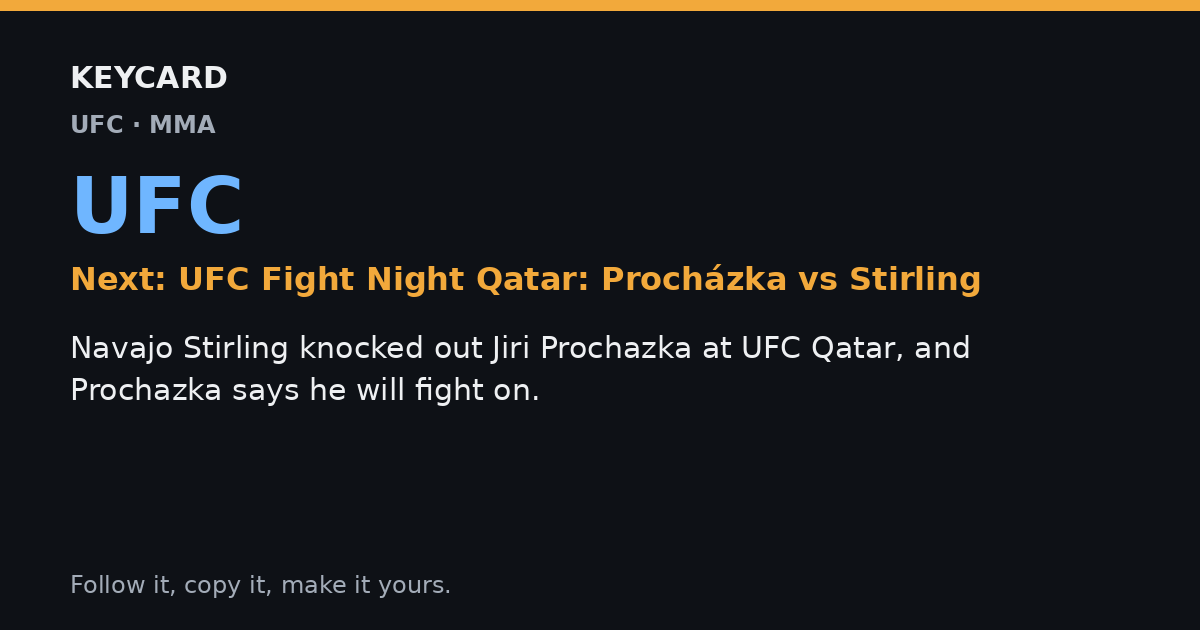 KEYCARD
UFC · MMA
UFC
Next: UFC Fight Night Qatar: Procházka vs Stirling
Navajo Stirling knocked out Jiri Prochazka at UFC Qatar, and
Prochazka says he will fight on.
Follow it, copy it, make it yours.